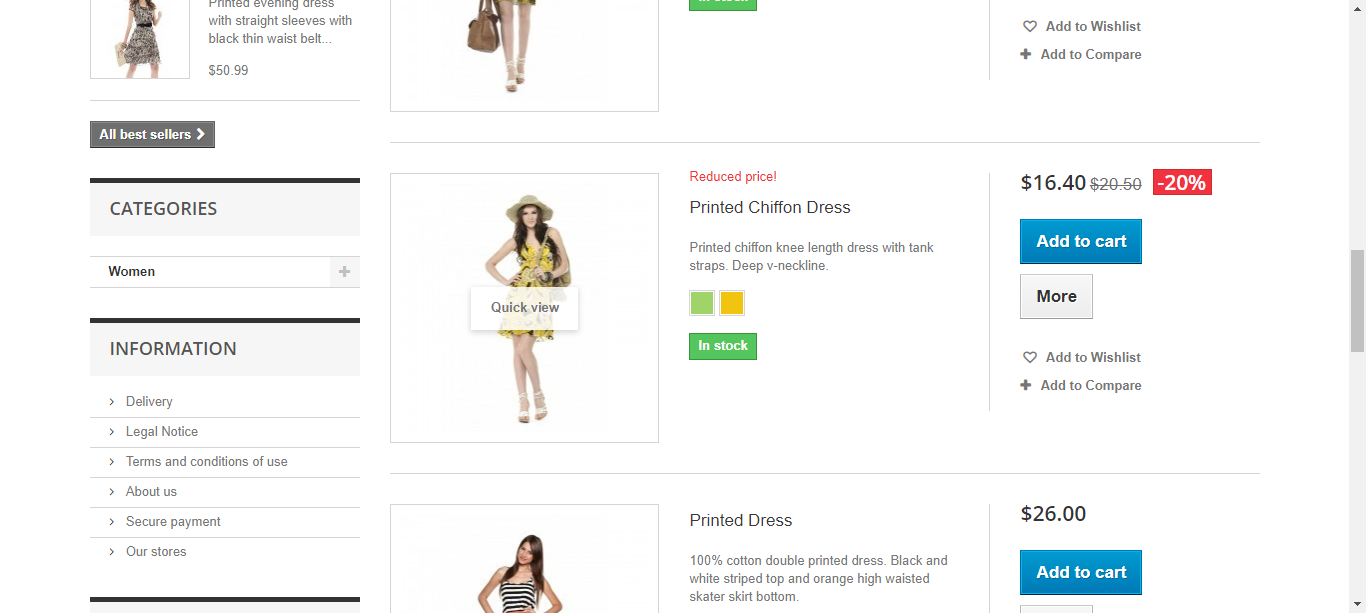 Printed evening dress
with straight sleeves with
black thin waist belt...
$50.99
All best sellers
CATEGORIES
Women
INFORMATION
Delivery
Legal Notice
Terms and conditions of use
About us
Secure payment
Our stores
In stock
Add to Wishlist
Add to Compare
Quick view
Reduced price!
Printed Chiffon Dress
Printed chiffon knee length dress with tank
straps. Deep v-neckline.
In stock
$16.40 $20.50 -20%
Add to cart
More
Add to Wishlist
Add to Compare
Printed Dress
100% cotton double printed dress. Black and
white striped top and orange high waisted
skater skirt bottom.
$26.00
Add to cart